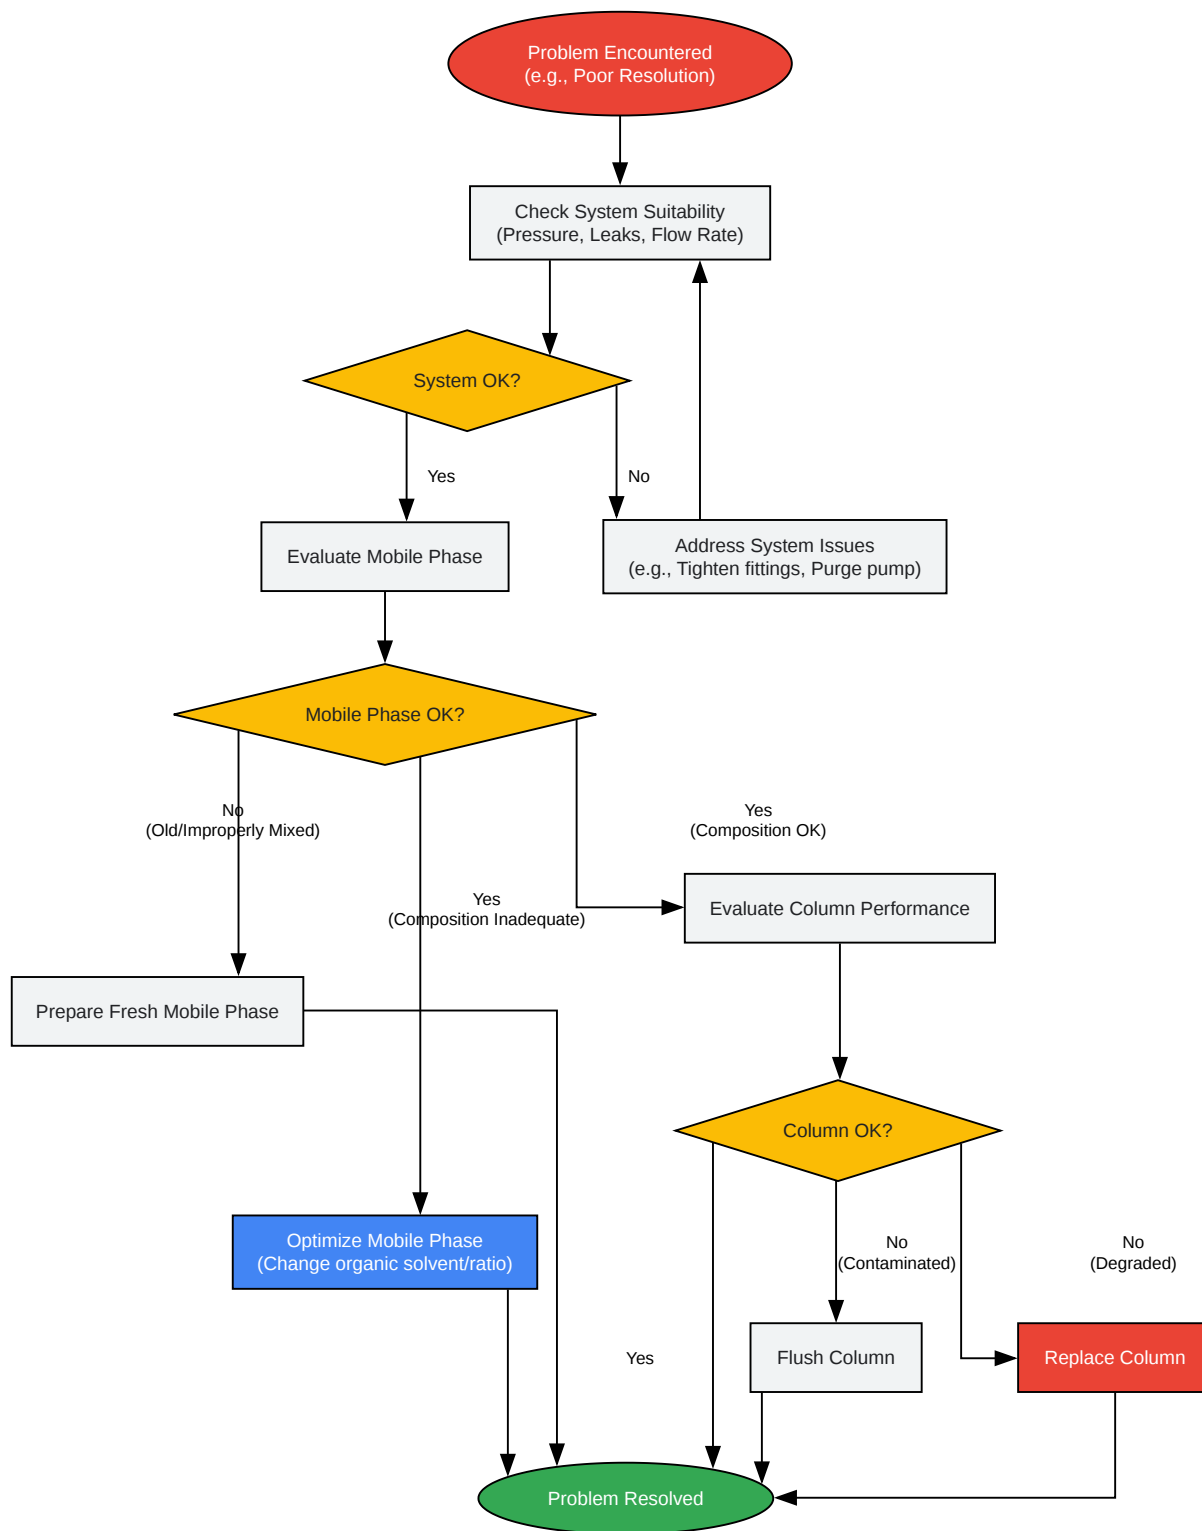 Problem Encountered
(e.g., Poor Resolution)
Check System Suitability
(Pressure, Leaks, Flow Rate)
System OK?
Yes
No
Evaluate Mobile Phase
Address System Issues
(e.g., Tighten fittings, Purge pump)
Mobile Phase OK?
No
(Old/Improperly Mixed)
Yes
(Composition OK)
Yes
(Composition Inadequate)
Evaluate Column Performance
Prepare Fresh Mobile Phase
Column OK?
Optimize Mobile Phase
(Change organic solvent/ratio)
No
(Contaminated)
No
(Degraded)
Yes
Flush Column
Replace Column
Problem Resolved